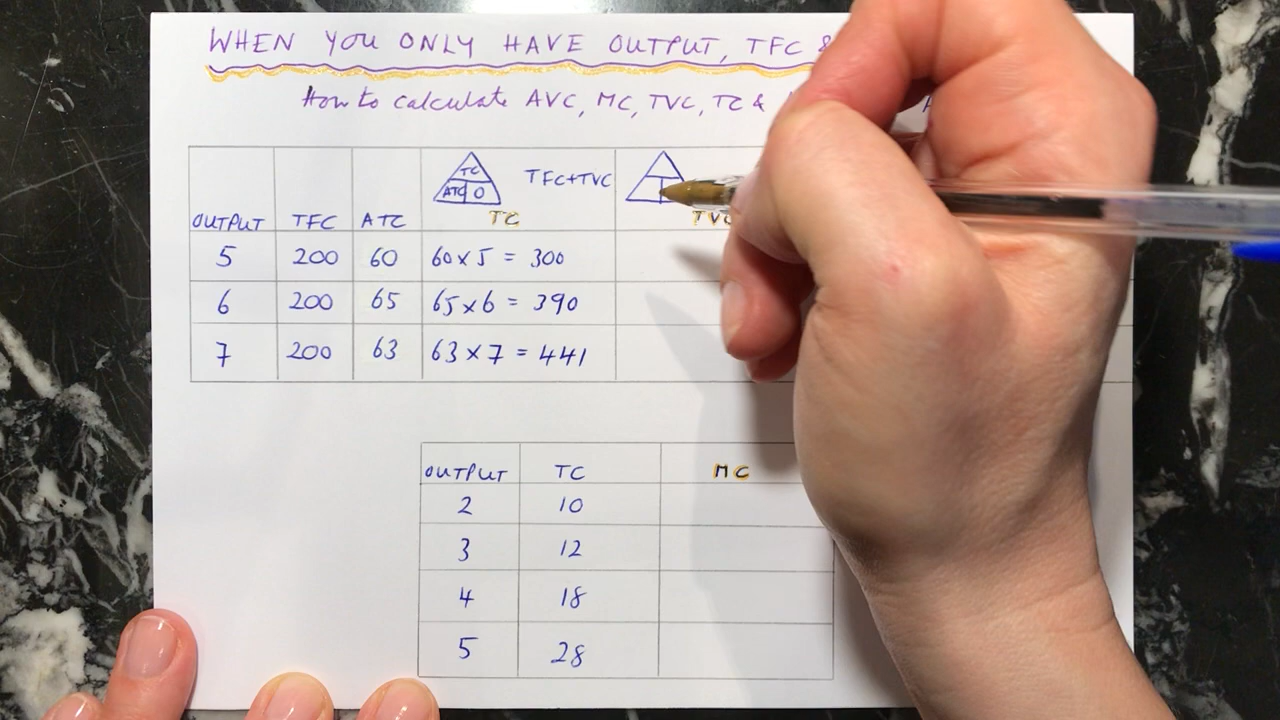 WHEN YOU ONLY HAVE OUTPUT, TFC &
How to calculate AVC, MC, TVC, TC &
TC
ATC O
TFC+TVC
OUTPUT TFC ATC TC TVC
5 200 60 60 x 5 = 300
6 200 65 65 x 6 = 390
7 200 63 63 x 7 = 441
OUTPUT TC MC
2 10
3 12
4 18
5 28